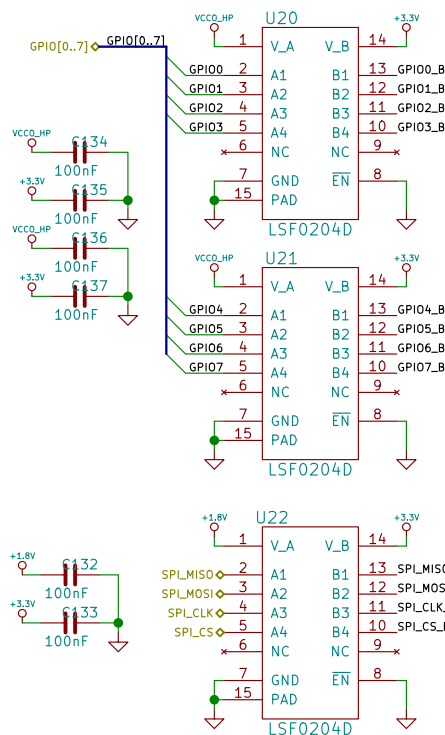 U20
VCCO_HP
+3.3V
GPIO[0..7]
GPIO[0..7]
1 V_A V_B 14
GPIO0 2 A1 B1 13 GPIO0_B
GPIO1 3 A2 B2 12 GPIO1_B
GPIO2 4 A3 B3 11 GPIO2_B
GPIO3 5 A4 B4 10 GPIO3_B
6 NC NC 9
7 GND EN 8
15 PAD
LSF0204D
VCCO_HP
C134
100nF
+3.3V
C135
100nF
VCCO_HP
C136
100nF
+3.3V
C137
100nF
U21
VCCO_HP
+3.3V
1 V_A V_B 14
GPIO4 2 A1 B1 13 GPIO4_B
GPIO5 3 A2 B2 12 GPIO5_B
GPIO6 4 A3 B3 11 GPIO6_B
GPIO7 5 A4 B4 10 GPIO7_B
6 NC NC 9
7 GND EN 8
15 PAD
LSF0204D
U22
+1.8V
+3.3V
1 V_A V_B 14
SPI_MISO 2 A1 B1 13 SPI_MISO
SPI_MOSI 3 A2 B2 12 SPI_MOS
SPI_CLK 4 A3 B3 11 SPI_CLK_
SPI_CS 5 A4 B4 10 SPI_CS_
6 NC NC 9
7 GND EN 8
15 PAD
LSF0204D
+1.8V
C132
100nF
+3.3V
C133
100nF